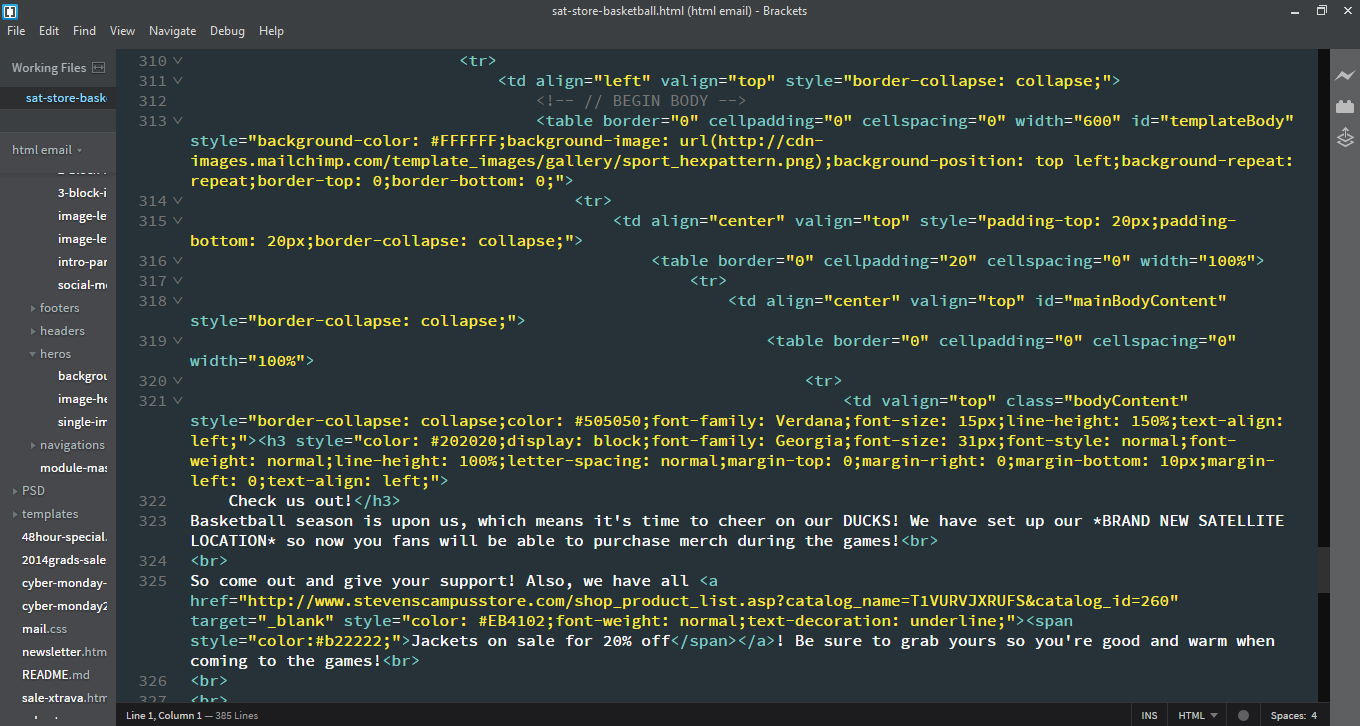 sat-store-basketball.html (html email) - Brackets
File Edit Find View Navigate Debug Help
Working Files
sat-store-bask
html email
3-block-i
image-le
image-le
intro-par
social-m
footers
headers
heros
backgrou
image-he
single-im
navigations
module-mas
PSD
templates
48hour-special.
2014grads-sale
cyber-monday-
cyber-monday2
mail.css
newsletter.htm
README.md
sale-xtrava.htm
310 <tr>
311 <td align="left" valign="top" style="border-collapse: collapse;">
312 <!-- // BEGIN BODY -->
313 <table border="0" cellpadding="0" cellspacing="0" width="600" id="templateBody"
style="background-color: #FFFFFF;background-image: url(http://cdn-
images.mailchimp.com/template_images/gallery/sport_hexpattern.png);background-position: top left;background-repeat:
repeat;border-top: 0;border-bottom: 0;">
314 <tr>
315 <td align="center" valign="top" style="padding-top: 20px;padding-
bottom: 20px;border-collapse: collapse;">
316 <table border="0" cellpadding="20" cellspacing="0" width="100%">
317 <tr>
318 <td align="center" valign="top" id="mainBodyContent"
style="border-collapse: collapse;">
319 <table border="0" cellpadding="0" cellspacing="0"
width="100%">
320 <tr>
321 <td valign="top" class="bodyContent"
style="border-collapse: collapse;color: #505050;font-family: Verdana;font-size: 15px;line-height: 150%;text-align:
left;"><h3 style="color: #202020;display: block;font-family: Georgia;font-size: 31px;font-style: normal;font-
weight: normal;line-height: 100%;letter-spacing: normal;margin-top: 0;margin-right: 0;margin-bottom: 10px;margin-
left: 0;text-align: left;">
322 Check us out!</h3>
323 Basketball season is upon us, which means it's time to cheer on our DUCKS! We have set up our *BRAND NEW SATELLITE
LOCATION* so now you fans will be able to purchase merch during the games!<br>
324 <br>
325 So come out and give your support! Also, we have all <a
href="http://www.stevenscampusstore.com/shop_product_list.asp?catalog_name=T1VURVJXRUFS&catalog_id=260"
target="_blank" style="color: #EB4102;font-weight: normal;text-decoration: underline;"><span
style="color:#b22222;">Jackets on sale for 20% off</span></a>! Be sure to grab yours so you're good and warm when
coming to the games!<br>
326 <br>
327 <br>
Line 1, Column 1 — 385 Lines
INS HTML Spaces: 4